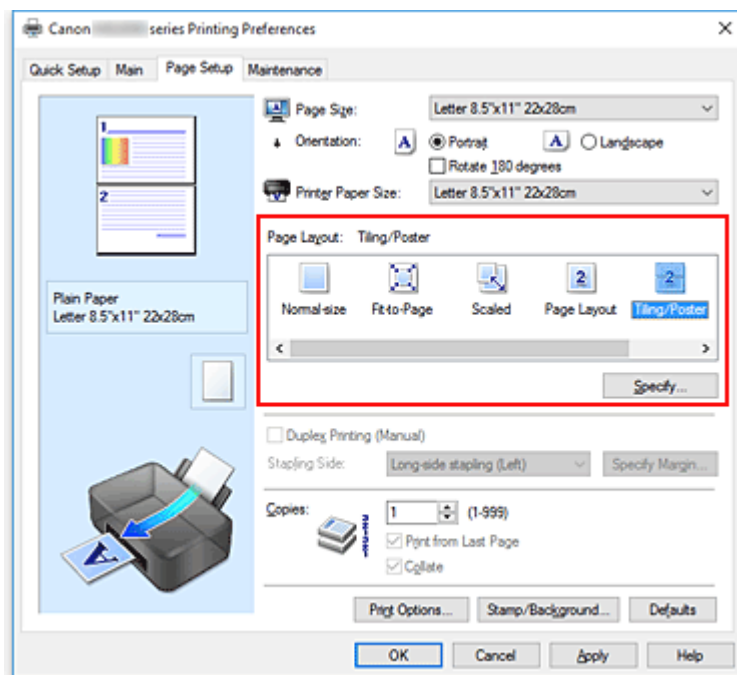 Canon series Printing Preferences
Quick Setup Main Page Setup Maintenance
1
2
Plain Paper
Letter 8.5"x11" 22x28cm
A
Page Size: Letter 8.5"x11" 22x28cm
Orientation: A Portrait A Landscape
Rotate 180 degrees
Printer Paper Size: Letter 8.5"x11" 22x28cm
Page Layout: Tiling/Poster
2 2
Normal-size Fit-to-Page Scaled Page Layout Tiling/Poster
Specify...
Duplex Printing (Manual)
Stapling Side: Long-side stapling (Left) Specify Margin...
Copies: 1 (1-999)
Print from Last Page
Collate
Print Options... Stamp/Background... Defaults
OK Cancel Apply Help